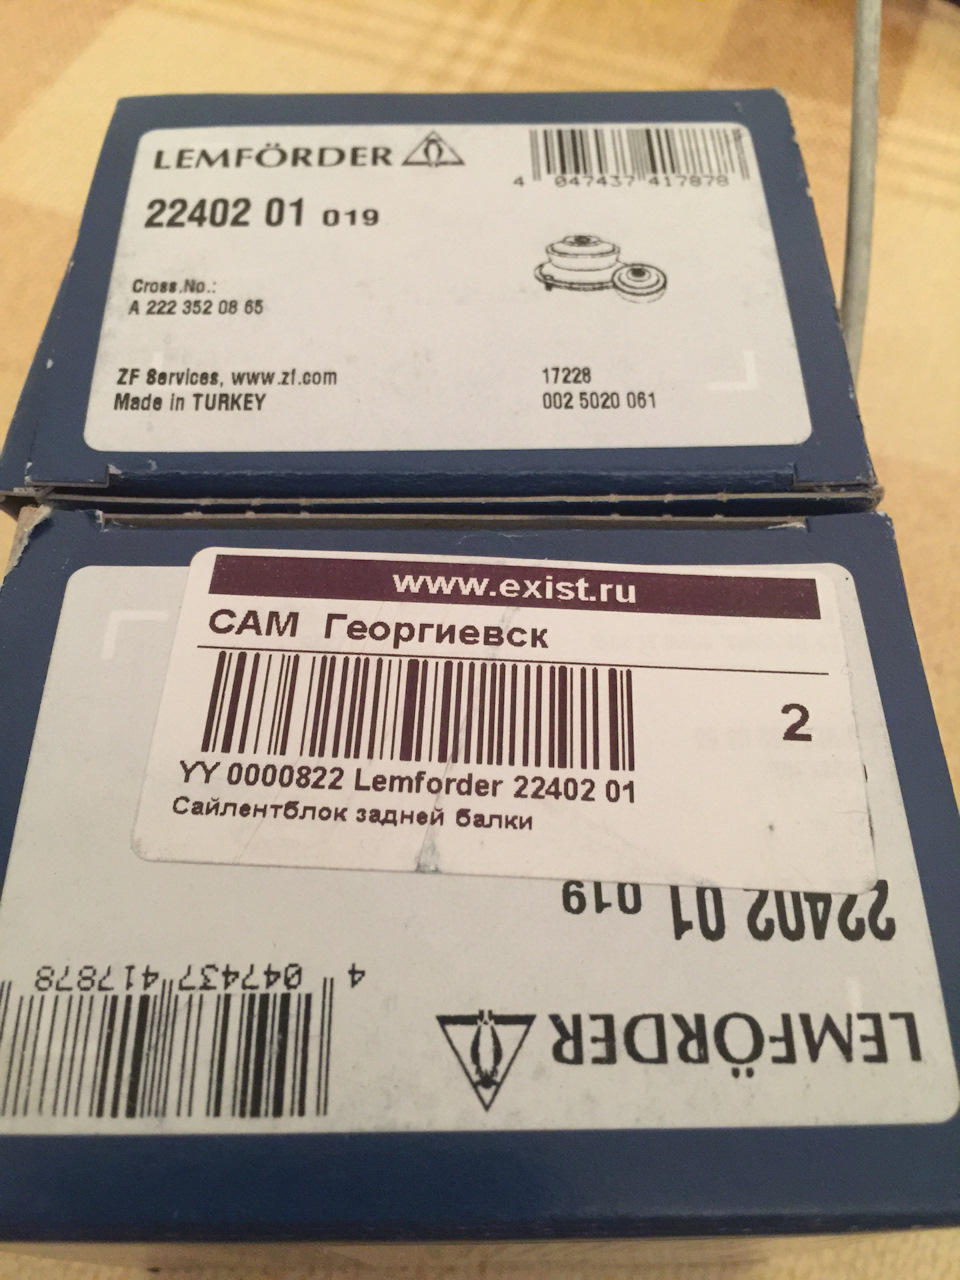 LEMFÖRDER
4 047437 417878
22402 01 019
Cross.No.:
A 222 352 08 65
ZF Services, www.zf.com
Made in TURKEY
17228
002 5020 061
www.exist.ru
САМ Георгиевск
2
YY 0000822 Lemforder 22402 01
Сайлентблок задней балки
22402 01 019
4 047437 417878
LEMFÖRDER